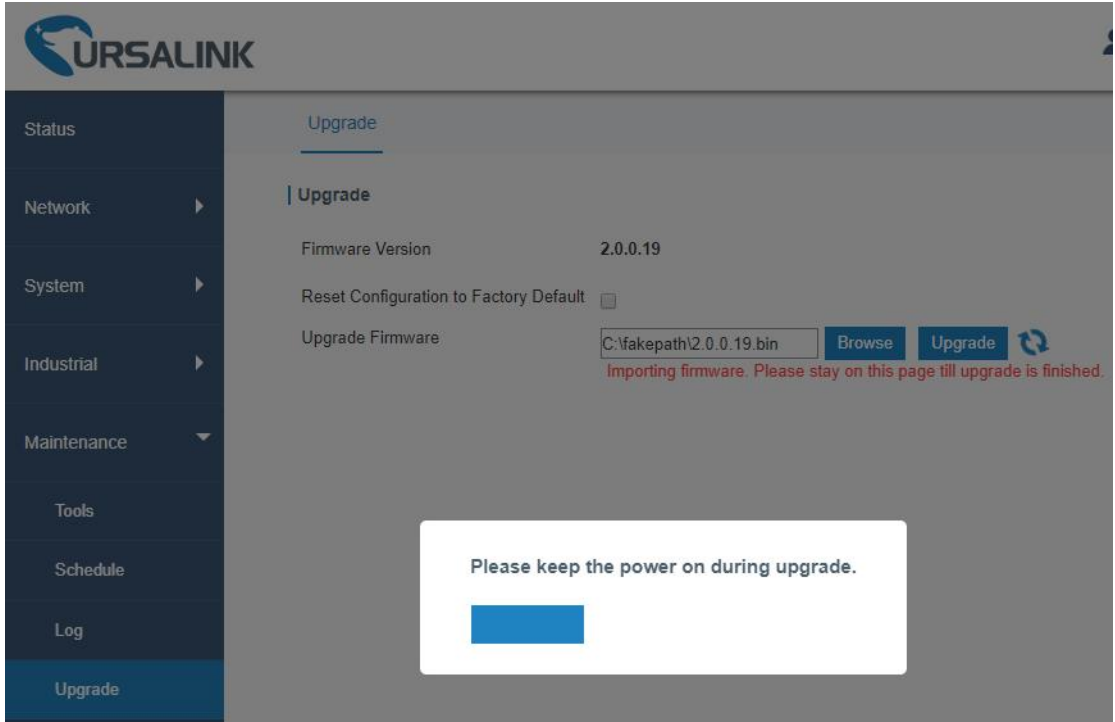 URSALINK
Status
Upgrade
Upgrade
Network
Firmware Version 2.0.0.19
System
Reset Configuration to Factory Default
Upgrade Firmware C:\fakepath\2.0.0.19.bin Browse Upgrade
Importing firmware. Please stay on this page till upgrade is finished.
Industrial
Maintenance
Tools
Please keep the power on during upgrade.
Schedule
Log
Upgrade